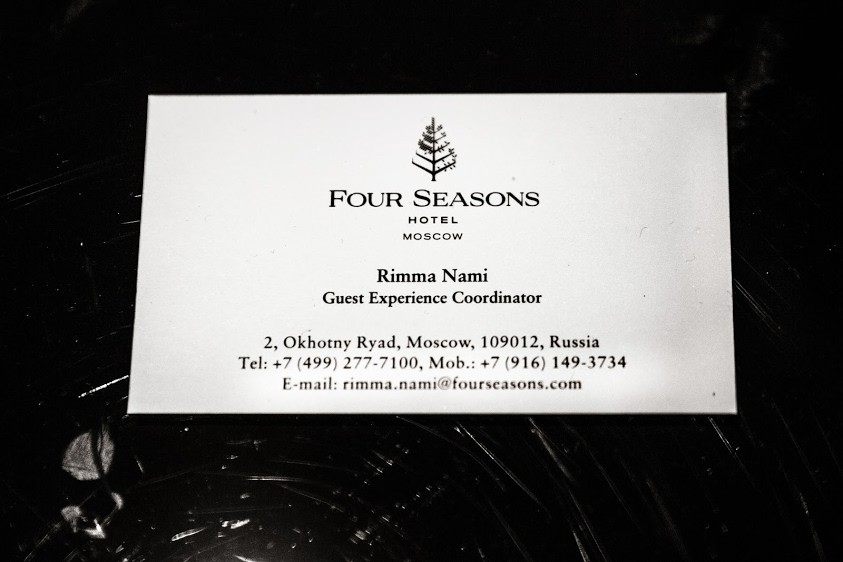 FOUR SEASONS
HOTEL
MOSCOW
Rimma Nami
Guest Experience Coordinator
2, Okhotny Ryad, Moscow, 109012, Russia
Tel: +7 (499) 277-7100, Mob.: +7 (916) 149-3734
E-mail: rimma.nami@fourseasons.com